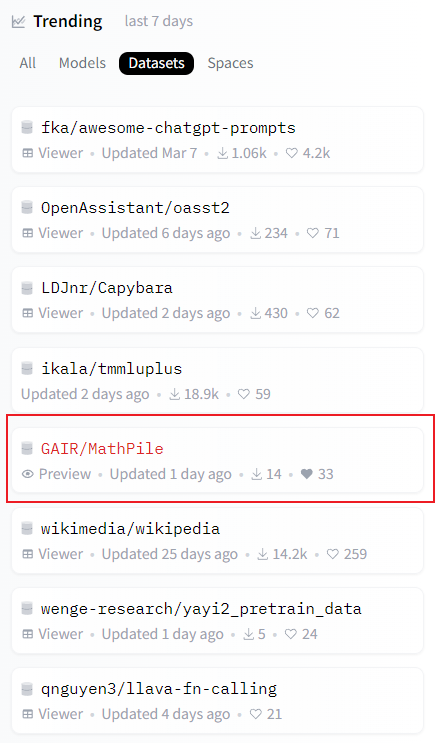 Trending last 7 days
All Models Datasets Spaces
fka/awesome-chatgpt-prompts
Viewer • Updated Mar 7 • 1.06k • 4.2k
OpenAssistant/oasst2
Viewer • Updated 6 days ago • 234 • 71
LDJnr/Capybara
Viewer • Updated 2 days ago • 430 • 62
ikala/tmmluplus
Updated 2 days ago • 18.9k • 59
GAIR/MathPile
Preview • Updated 1 day ago • 14 • 33
wikimedia/wikipedia
Viewer • Updated 25 days ago • 14.2k • 259
wenge-research/yayi2_pretrain_data
Viewer • Updated 1 day ago • 5 • 24
qnguyen3/llava-fn-calling
Viewer • Updated 4 days ago • 21